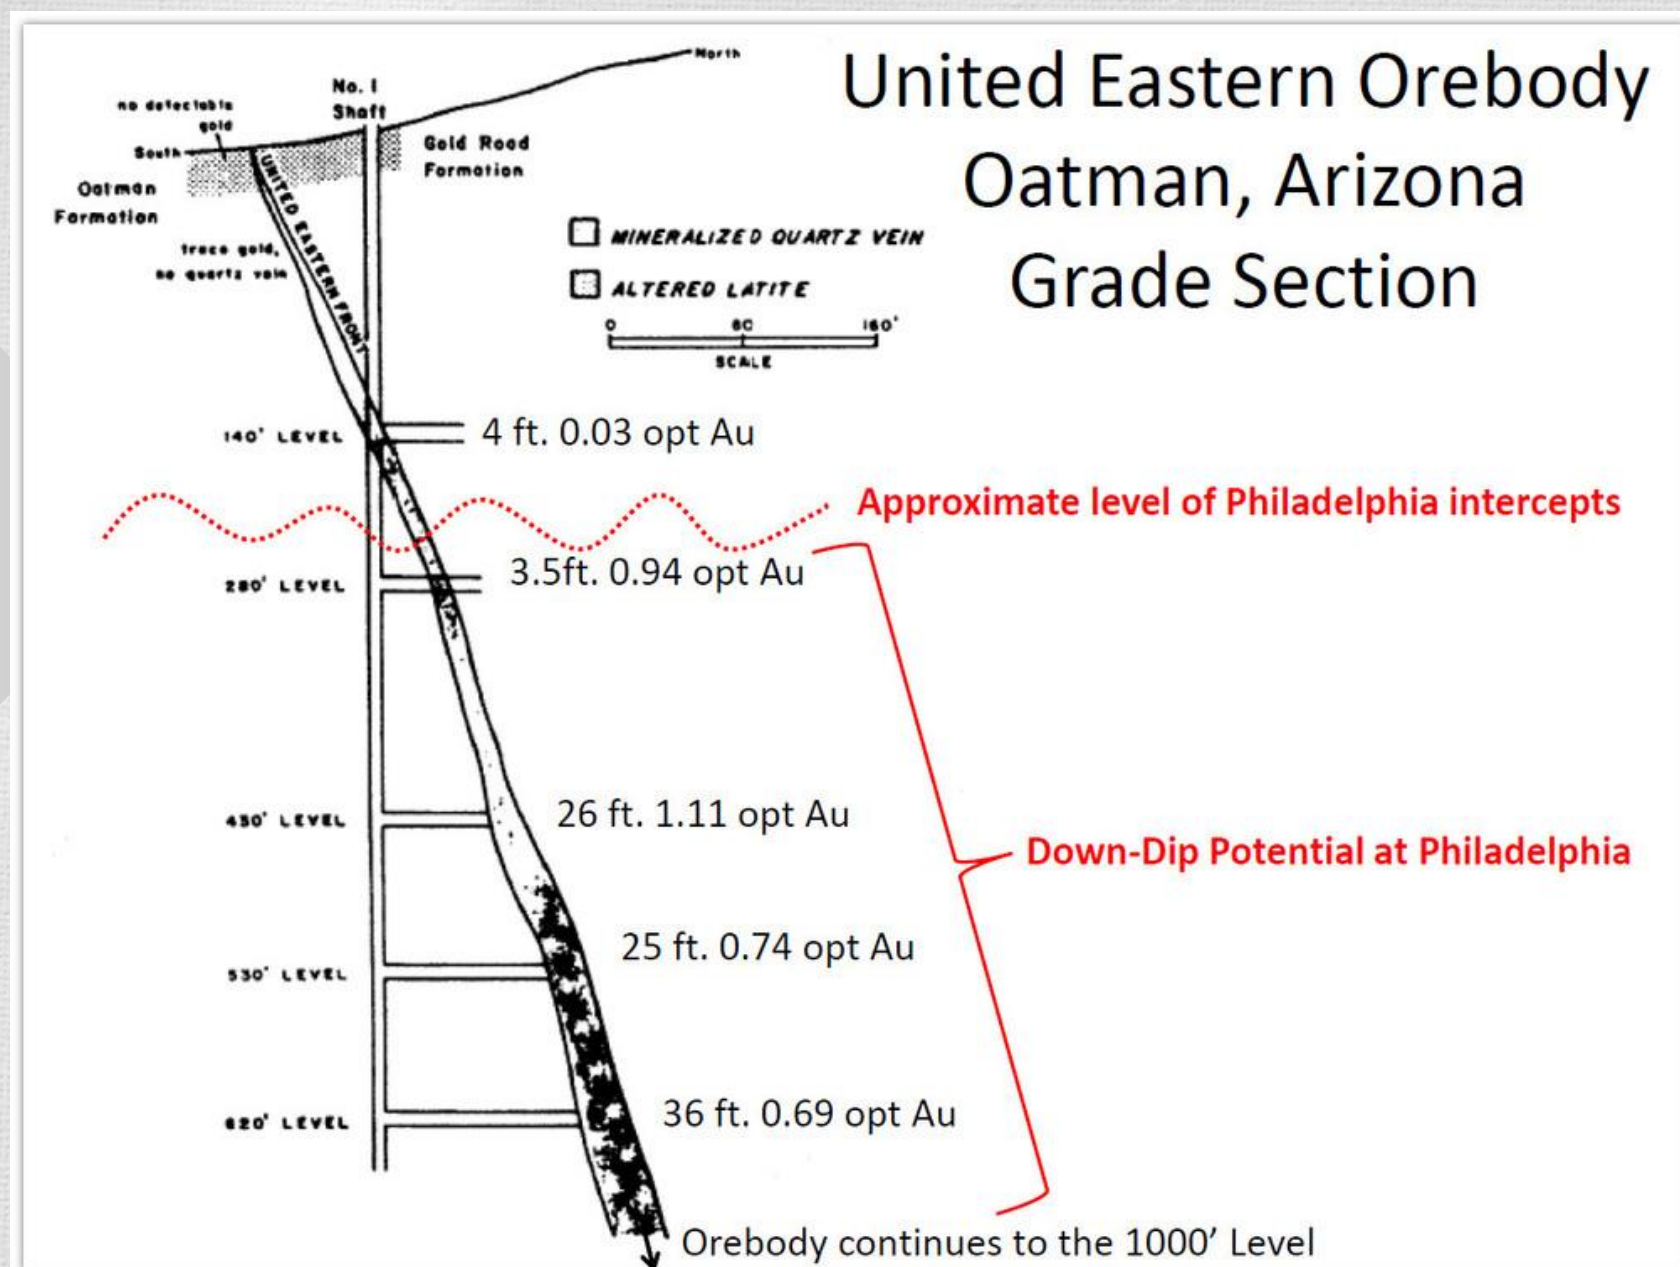 United Eastern Orebody
Oatman, Arizona
Grade Section
North
No. 1
Shaft
no detectable
gold
South
Gold Road
Formation
Oatman
Formation
UNITED EASTERN FRONT
trace gold,
no quartz vein
MINERALIZED QUARTZ VEIN
ALTERED LATITE
0 80 160'
SCALE
140' LEVEL
4 ft. 0.03 opt Au
Approximate level of Philadelphia intercepts
280' LEVEL
3.5ft. 0.94 opt Au
450' LEVEL
26 ft. 1.11 opt Au
Down-Dip Potential at Philadelphia
25 ft. 0.74 opt Au
530' LEVEL
36 ft. 0.69 opt Au
620' LEVEL
Orebody continues to the 1000’ Level